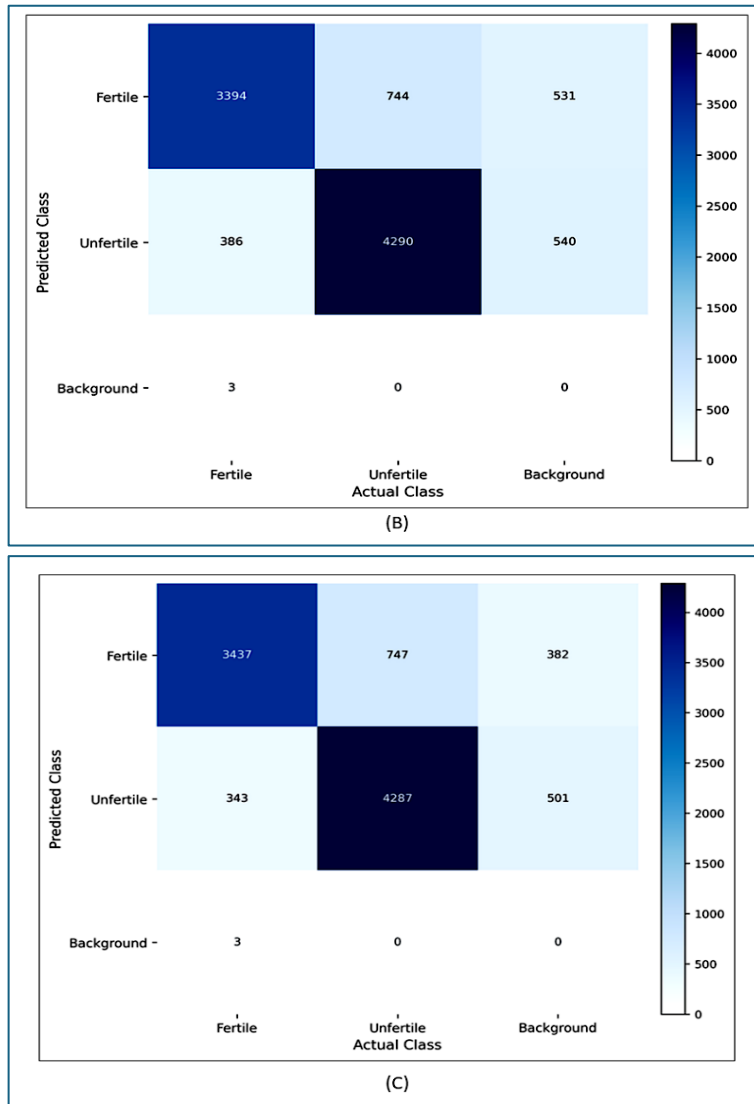 4000
3500
3000
2500
2000
1500
1000
500
0
Predicted Class
Fertile
3394 744 531
Unfertile
386 4290 540
Background
3 0 0
Fertile Unfertile Background
Actual Class
(B)
4000
3500
3000
2500
2000
1500
1000
500
0
Predicted Class
Fertile
3437 747 382
Unfertile
343 4287 501
Background
3 0 0
Fertile Unfertile Background
Actual Class
(C)